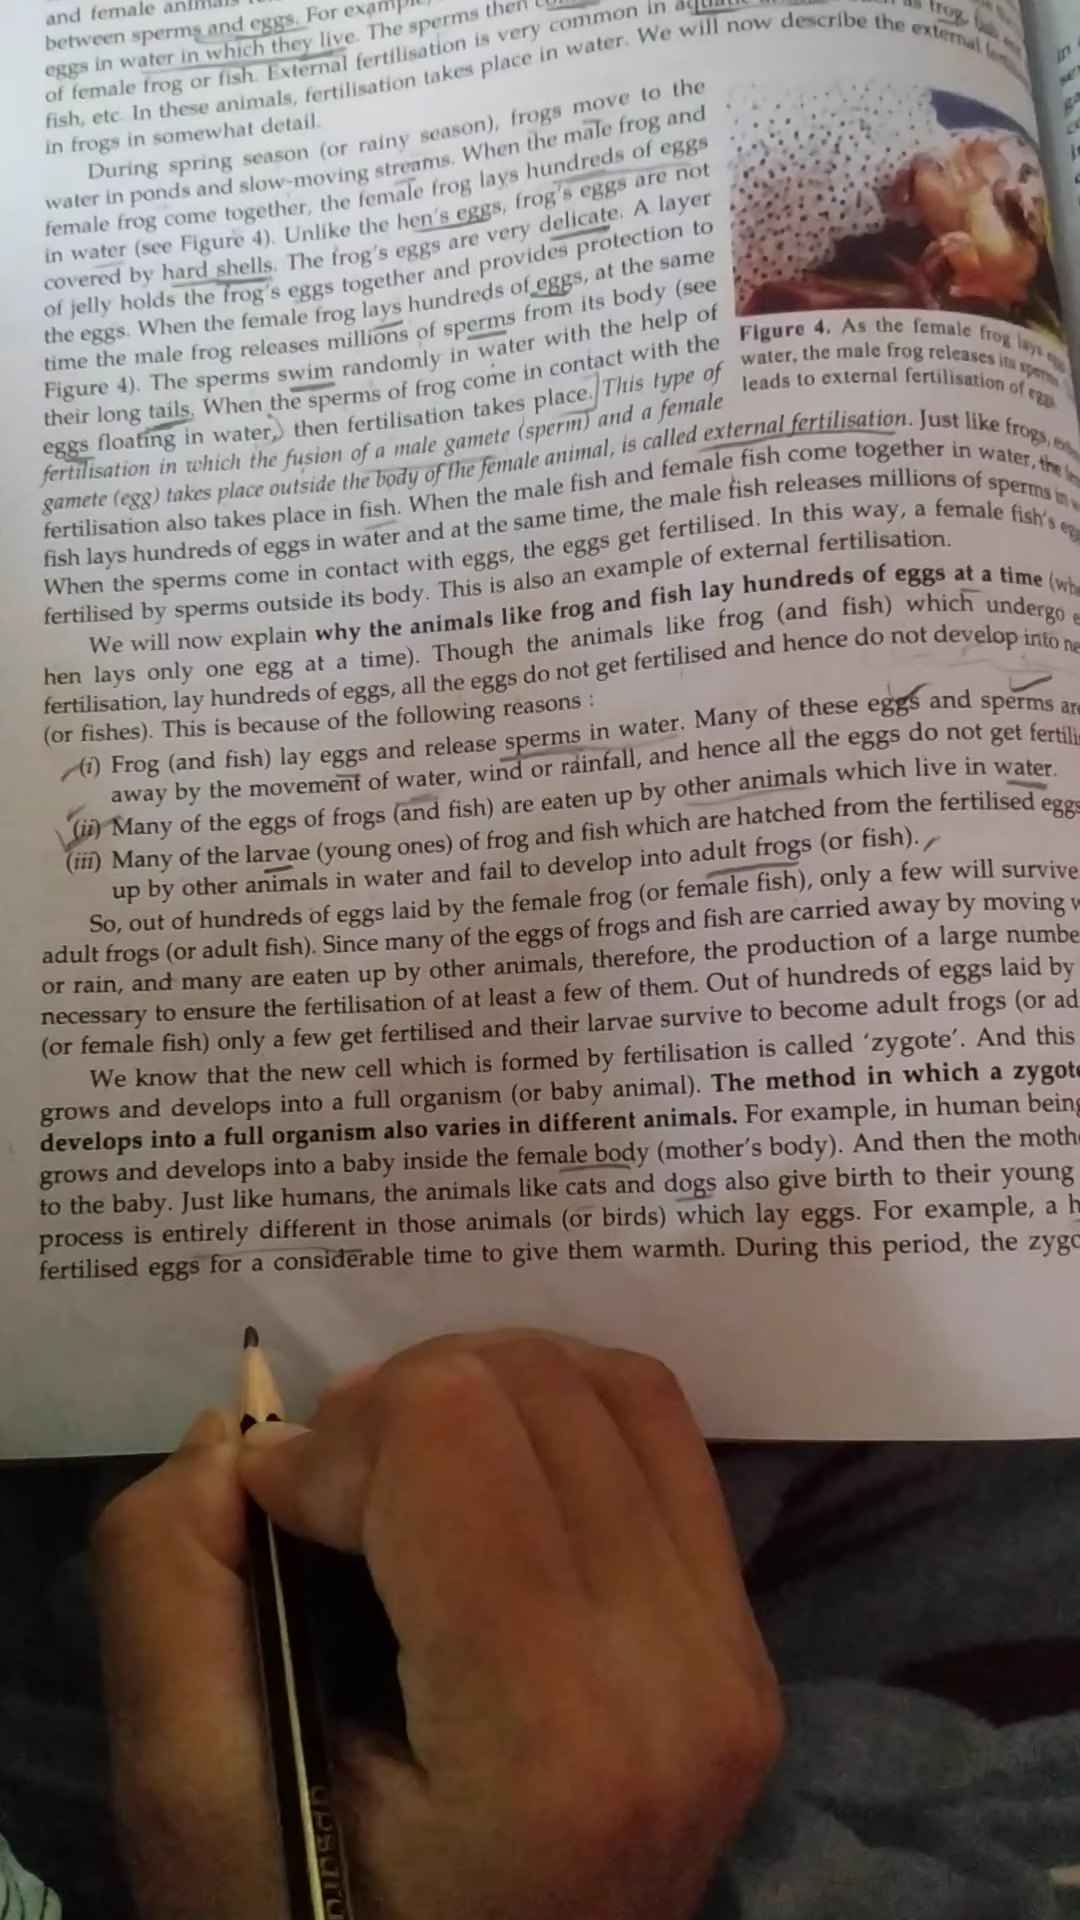 and female animals
between sperms and eggs. For example,
eggs in water in which they live. The sperms then
of female frog or fish. External fertilisation is very common in aquatic as frog, fish
fish, etc. In these animals, fertilisation takes place in water. We will now describe the external
in frogs in somewhat detail.
During spring season (or rainy season), frogs move to the
water in ponds and slow-moving streams. When the male frog and
female frog come together, the female frog lays hundreds of eggs
in water (see Figure 4). Unlike the hen's eggs, frog's eggs are not
covered by hard shells. The frog's eggs are very delicate. A layer
of jelly holds the frog's eggs together and provides protection to
the eggs. When the female frog lays hundreds of eggs, at the same
time the male frog releases millions of sperms from its body (see
Figure 4). The sperms swim randomly in water with the help of
their long tails. When the sperms of frog come in contact with the
eggs floating in water, then fertilisation takes place. This type of
fertilisation in which the fusion of a male gamete (sperm) and a female
gamete (egg) takes place outside the body of the female animal, is called external fertilisation. Just like frogs,
fertilisation also takes place in fish. When the male fish and female fish come together in water, the
fish lays hundreds of eggs in water and at the same time, the male fish releases millions of sperms in
When the sperms come in contact with eggs, the eggs get fertilised. In this way, a female fish's
fertilised by sperms outside its body. This is also an example of external fertilisation.
Figure 4. As the female frog lays
water, the male frog releases its sperms
leads to external fertilisation of eggs.
We will now explain why the animals like frog and fish lay hundreds of eggs at a time
hen lays only one egg at a time). Though the animals like frog (and fish) which undergo
fertilisation, lay hundreds of eggs, all the eggs do not get fertilised and hence do not develop into
(or fishes). This is because of the following reasons :
(i) Frog (and fish) lay eggs and release sperms in water. Many of these eggs and sperms
away by the movement of water, wind or rainfall, and hence all the eggs do not get
(ii) Many of the eggs of frogs (and fish) are eaten up by other animals which live in water.
(iii) Many of the larvae (young ones) of frog and fish which are hatched from the fertilised eggs
up by other animals in water and fail to develop into adult frogs (or fish).
So, out of hundreds of eggs laid by the female frog (or female fish), only a few will survive
adult frogs (or adult fish). Since many of the eggs of frogs and fish are carried away by moving
or rain, and many are eaten up by other animals, therefore, the production of a large
necessary to ensure the fertilisation of at least a few of them. Out of hundreds of eggs laid by
(or female fish) only a few get fertilised and their larvae survive to become adult frogs (or ad
We know that the new cell which is formed by fertilisation is called 'zygote'. And this
grows and develops into a full organism (or baby animal). The method in which a zygote
develops into a full organism also varies in different animals. For example, in human being
grows and develops into a baby inside the female body (mother's body). And then the
to the baby. Just like humans, the animals like cats and dogs also give birth to their young
process is entirely different in those animals (or birds) which lay eggs. For example, a h
fertilised eggs for a considerable time to give them warmth. During this period, the zygo
apsara